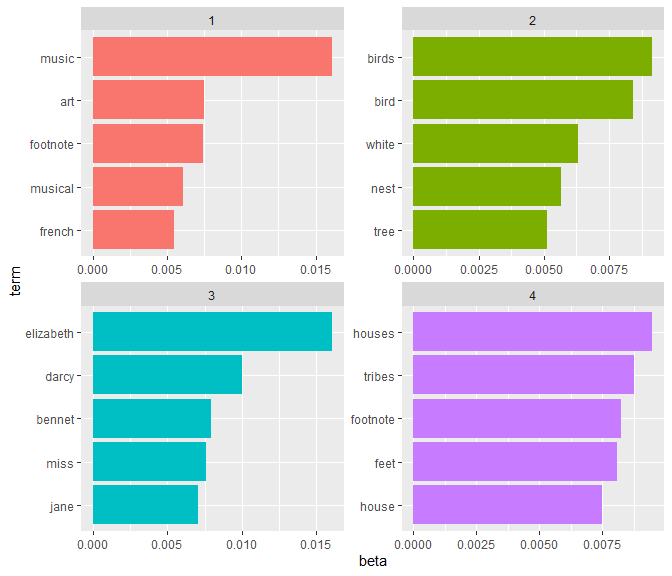 1
music
art
footnote
musical
french
0.000 0.005 0.010 0.015
2
birds
bird
white
nest
tree
0.0000 0.0025 0.0050 0.0075
term
3
elizabeth
darcy
bennet
miss
jane
0.000 0.005 0.010 0.015
4
houses
tribes
footnote
feet
house
0.0000 0.0025 0.0050 0.0075
beta